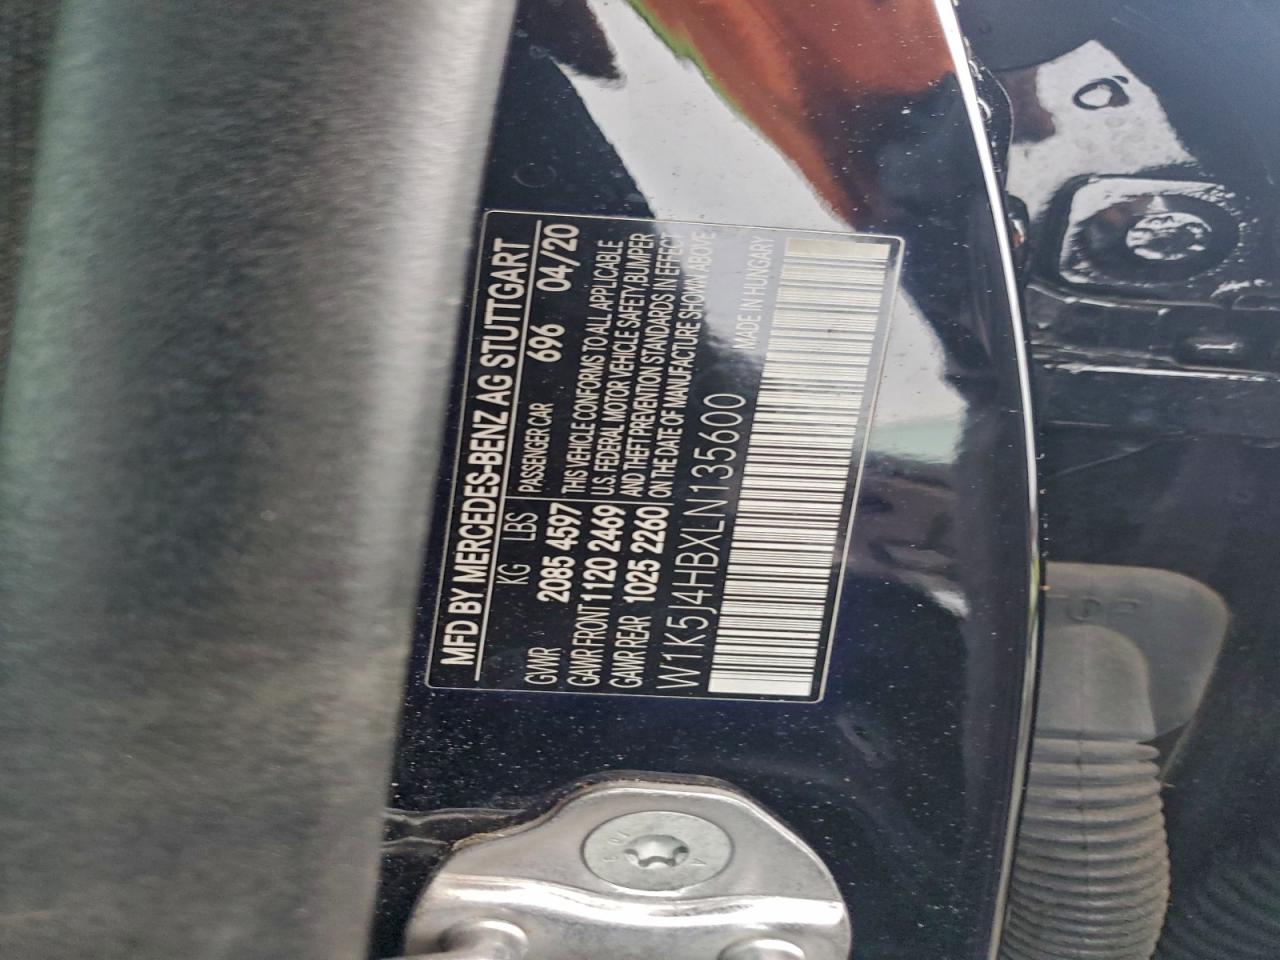 MFD BY MERCEDES-BENZ AG STUTTGART
KG LBS PASSENGER CAR 696 04/20
GVWR 2085 4597 THIS VEHICLE CONFORMS TO ALL APPLICABLE
GAWR FRONT 1120 2469 U.S. FEDERAL MOTOR VEHICLE SAFETY, BUMPER
GAWR REAR 1025 2260 AND THEFT PREVENTION STANDARDS IN EFFECT
ON THE DATE OF MANUFACTURE SHOWN ABOVE
W1K5J4HBXLN135600 MADE IN HUNGARY